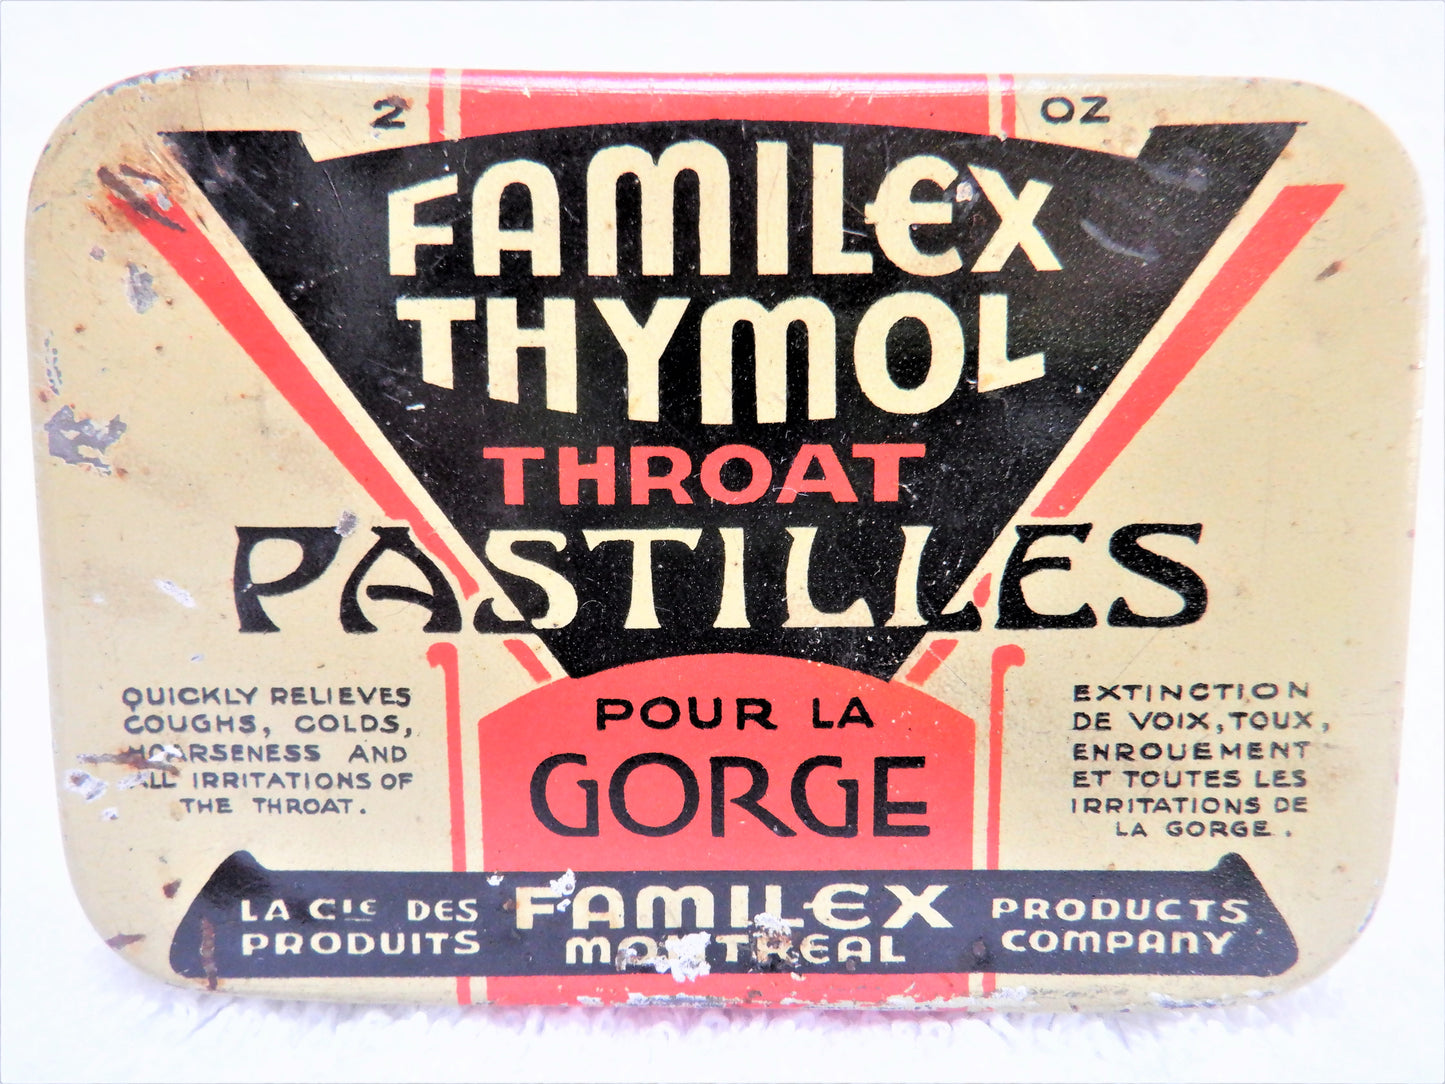 2 OZ
FAMILEX
THYMOL
THROAT
PASTILLES
POUR LA
GORGE
QUICKLY RELIEVES
COUGHS, COLDS,
HOARSENESS AND
ALL IRRITATIONS OF
THE THROAT.
EXTINCTION
DE VOIX, TOUX,
ENROUEMENT
ET TOUTES LES
IRRITATIONS DE
LA GORGE.
LA CIE DES
PRODUITS
FAMILEX
MONTREAL
PRODUCTS
COMPANY